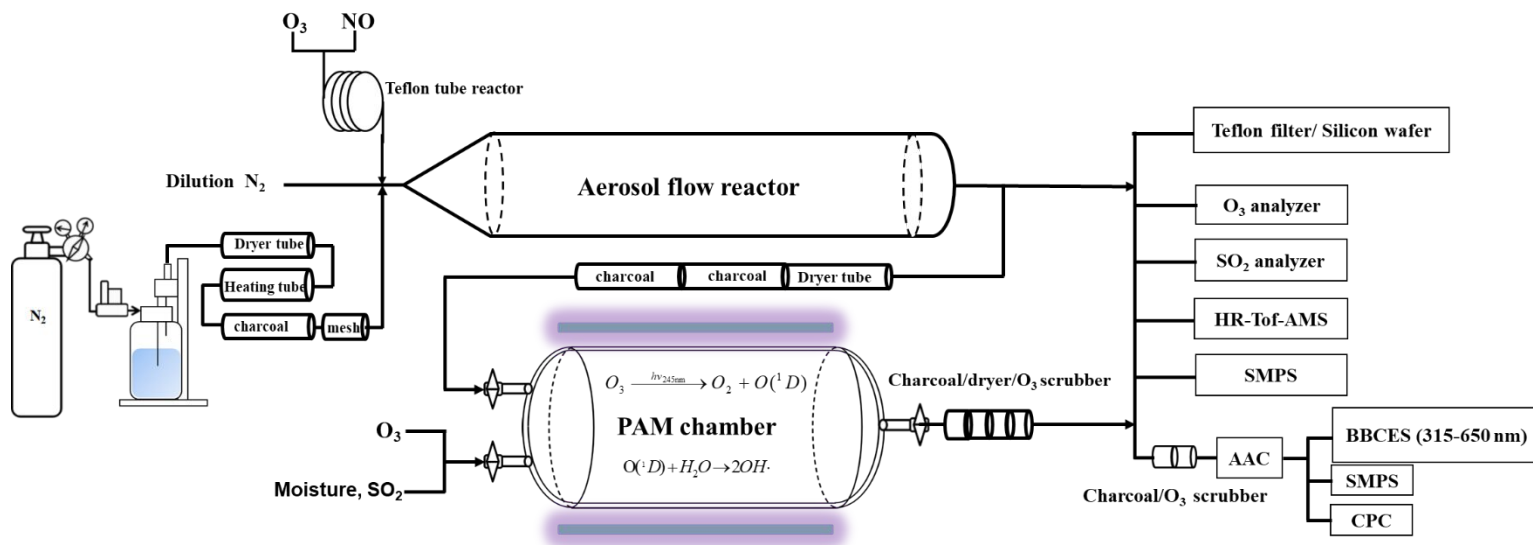 O₃ NO
Teflon tube reactor
Dilution N₂
Aerosol flow reactor
Teflon filter/ Silicon wafer
O₃ analyzer
SO₂ analyzer
HR-Tof-AMS
SMPS
N₂
Dryer tube
Heating tube
charcoal mesh
charcoal charcoal Dryer tube
O₃ —hν₂₄₅ₙₘ→ O₂ + O(¹D)
PAM chamber
O(¹D)+H₂O→2OH·
O₃
Moisture, SO₂
Charcoal/dryer/O₃ scrubber
Charcoal/O₃ scrubber
AAC
BBCES (315-650 nm)
SMPS
CPC